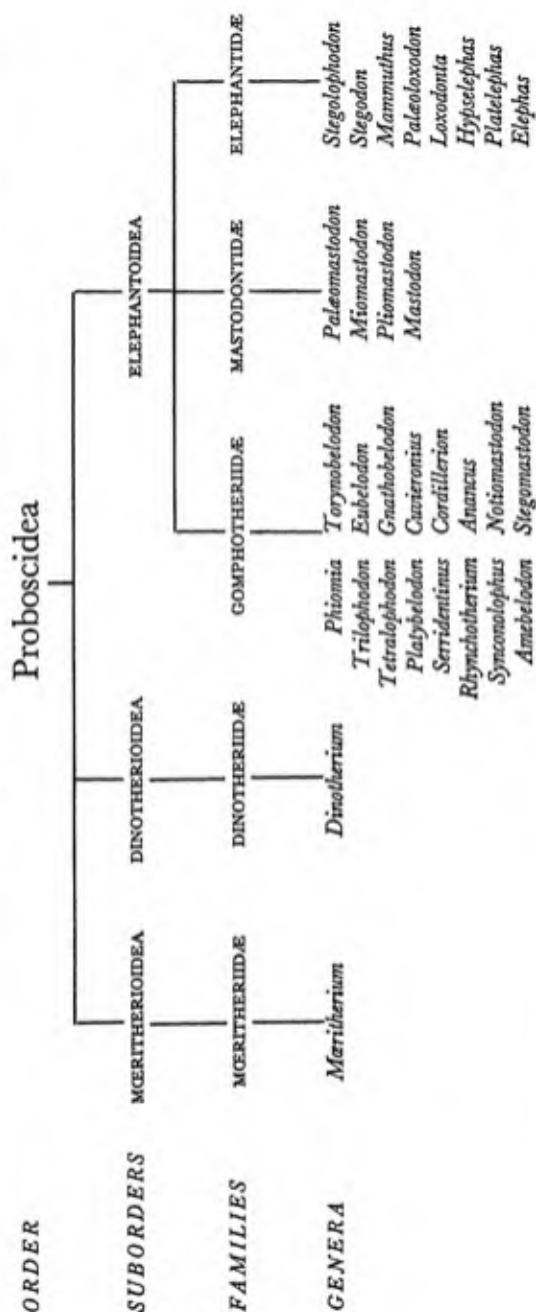 Proboscidea
ORDER
SUBORDERS
MŒRITHERIOIDEA
DINOTHERIOIDEA
ELEPHANTOIDEA
FAMILIES
MŒRITHERIIDÆ
DINOTHERIIDÆ
GOMPHOTHERIIDÆ
MASTODONTIDÆ
ELEPHANTIDÆ
GENERA
Mœritherium
Dinotherium
Phiomia
Trilophodon
Tetralophodon
Platybelodon
Serridentinus
Rhynchotherium
Synconolophus
Amebelodon
Torynobelodon
Eubelodon
Gnathobelodon
Cuvieronius
Cordillerion
Anancus
Notiomastodon
Stegomastodon
Palæomastodon
Miomastodon
Pliomastodon
Mastodon
Stegolophodon
Stegodon
Mammuthus
Palæoloxodon
Loxodonta
Hypselephas
Platelephas
Elephas